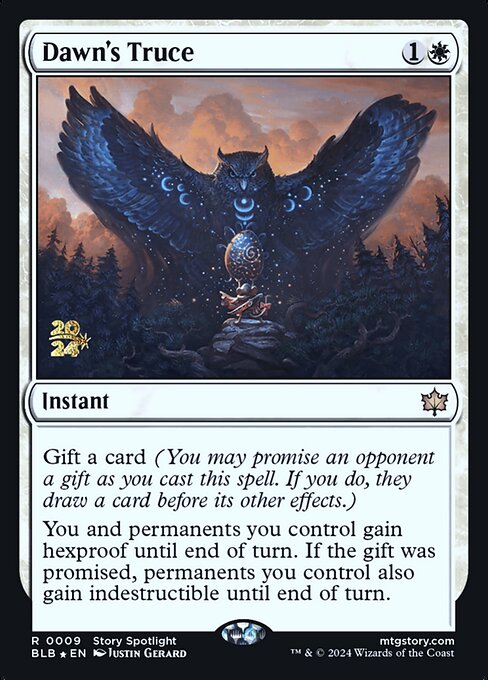 Dawn's Truce 1
20
24
Instant
Gift a card (You may promise an opponent
a gift as you cast this spell. If you do, they
draw a card before its other effects.)
You and permanents you control gain
hexproof until end of turn. If the gift was
promised, permanents you control also
gain indestructible until end of turn.
R 0009 Story Spotlight mtgstory.com
BLB ★ EN Justin Gerard ™ & © 2024 Wizards of the Coast